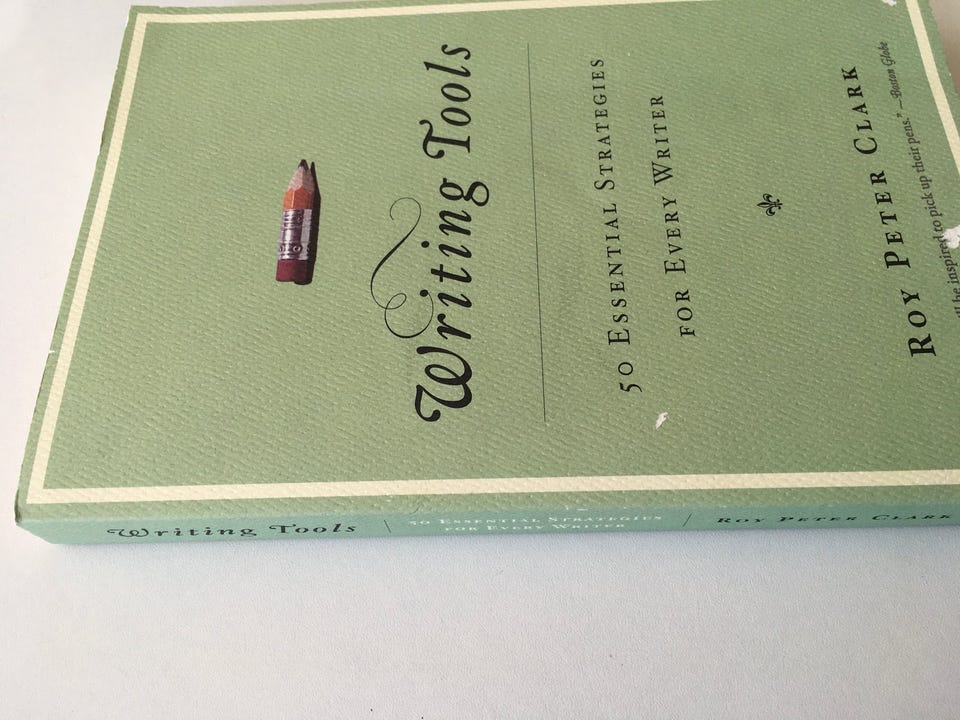 Writing Tools
50 ESSENTIAL STRATEGIES
FOR EVERY WRITER
ROY PETER CLARK
be inspired to pick up their pens." —Boston Globe
Writing Tools
50 ESSENTIAL STRATEGIES
FOR EVERY WRITER
ROY PETER CLARK